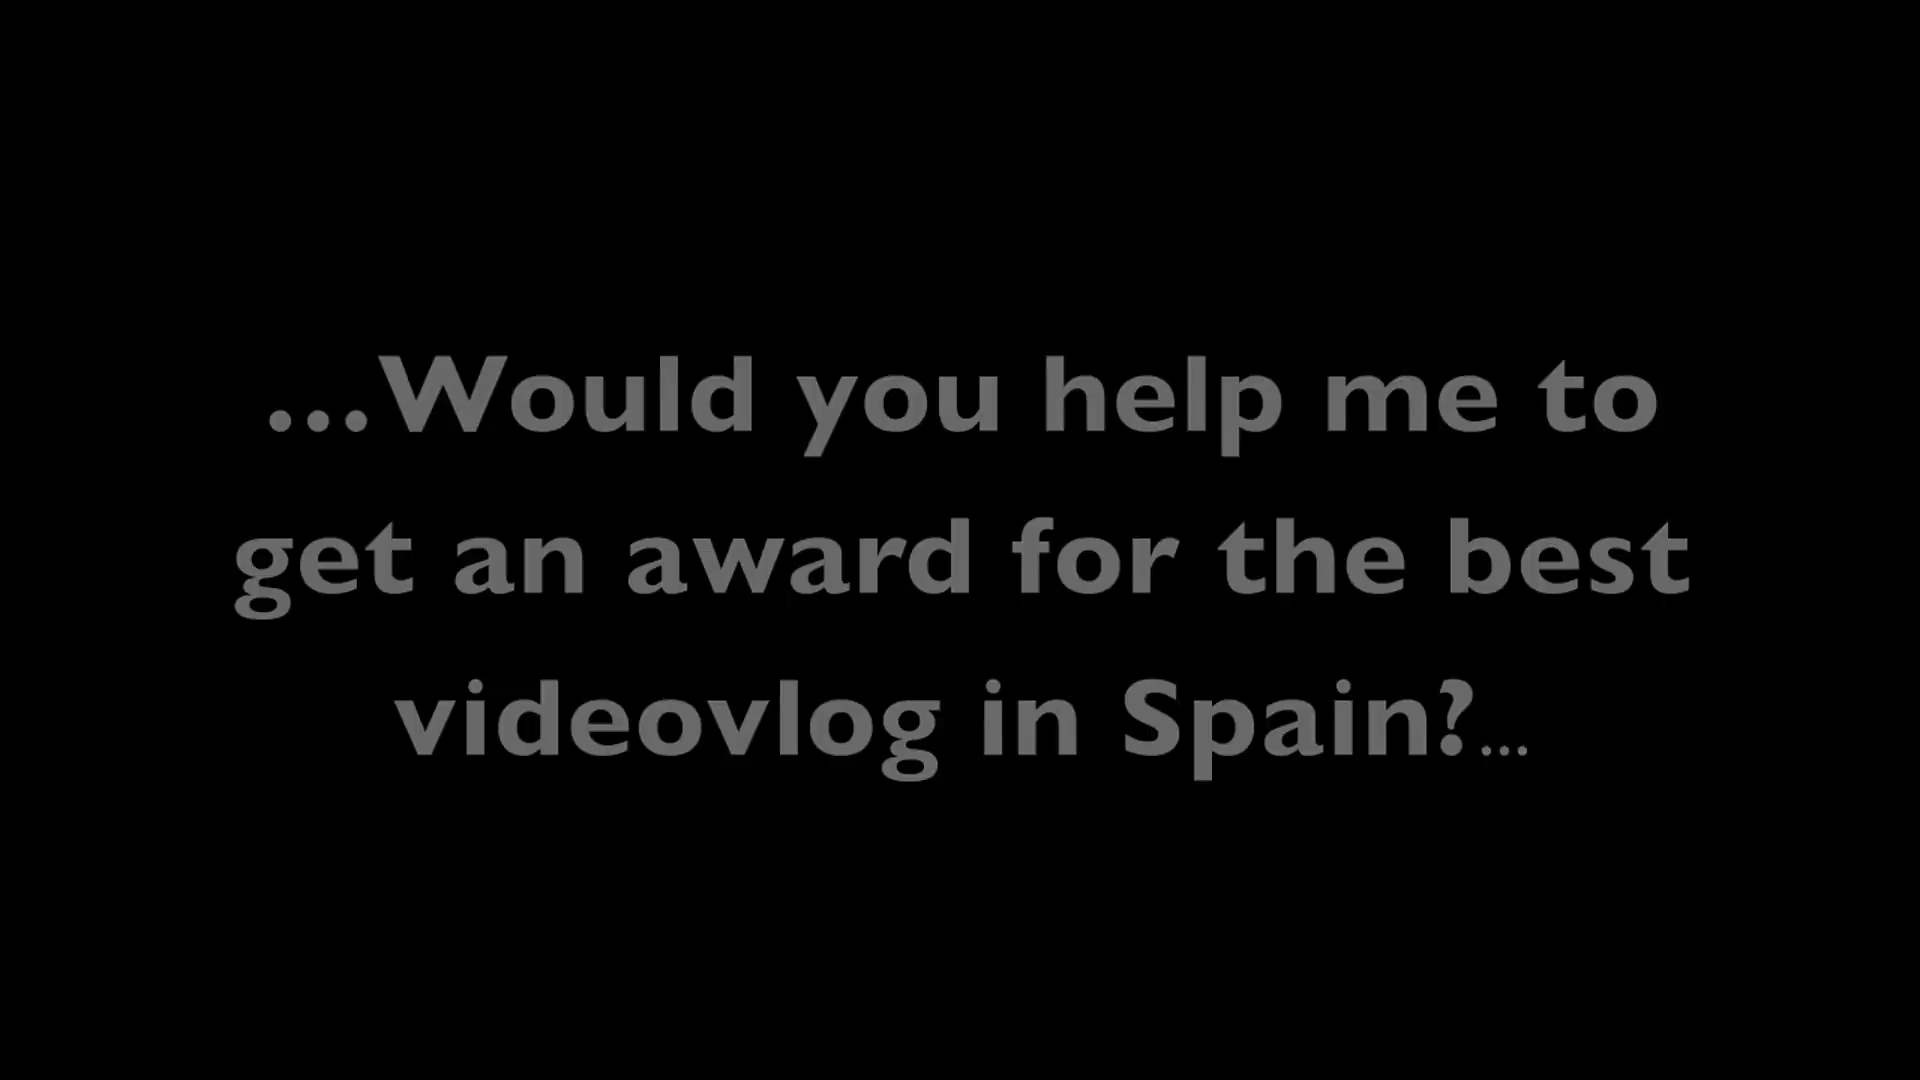 ...Would you help me to
get an award for the best
videovlog in Spain?...